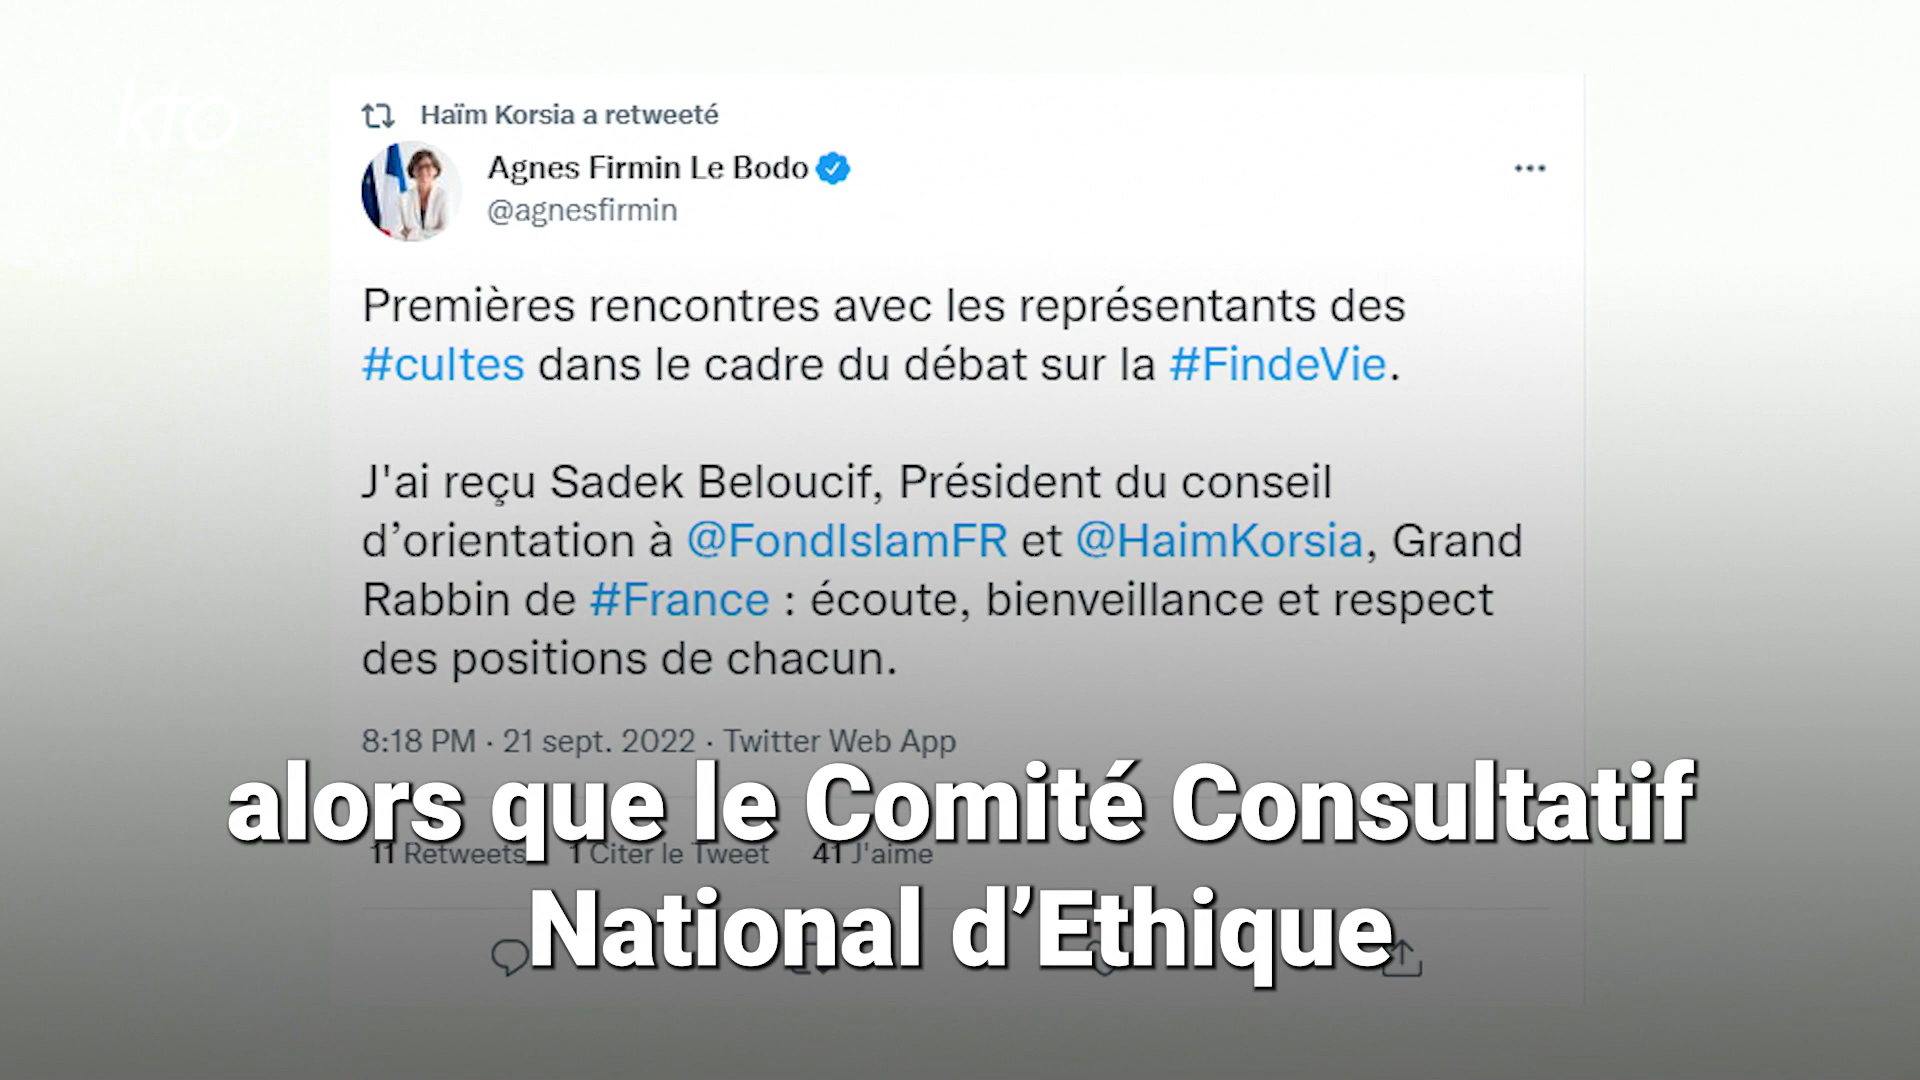 KTO
Haïm Korsia a retweeté
Agnes Firmin Le Bodo
@agnesfirmin
Premières rencontres avec les représentants des
#cultes dans le cadre du débat sur la #FindeVie.
J'ai reçu Sadek Beloucif, Président du conseil
d’orientation à @FondIslamFR et @HaimKorsia, Grand
Rabbin de #France : écoute, bienveillance et respect
des positions de chacun.
8:18 PM · 21 sept. 2022 · Twitter Web App
alors que le Comité Consultatif
11 Retweets 1 Citer le Tweet 41 J'aime
National d’Ethique